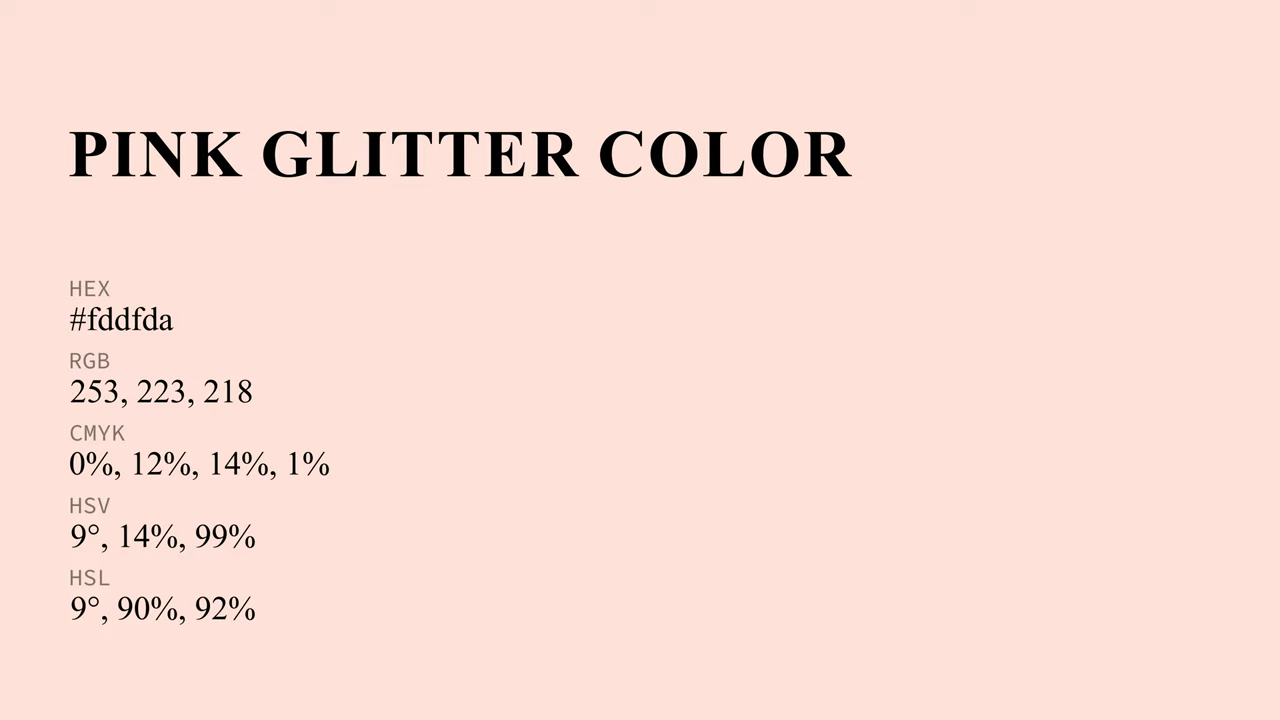 PINK GLITTER COLOR
HEX
#fddfda
RGB
253, 223, 218
CMYK
0%, 12%, 14%, 1%
HSV
9°, 14%, 99%
HSL
9°, 90%, 92%